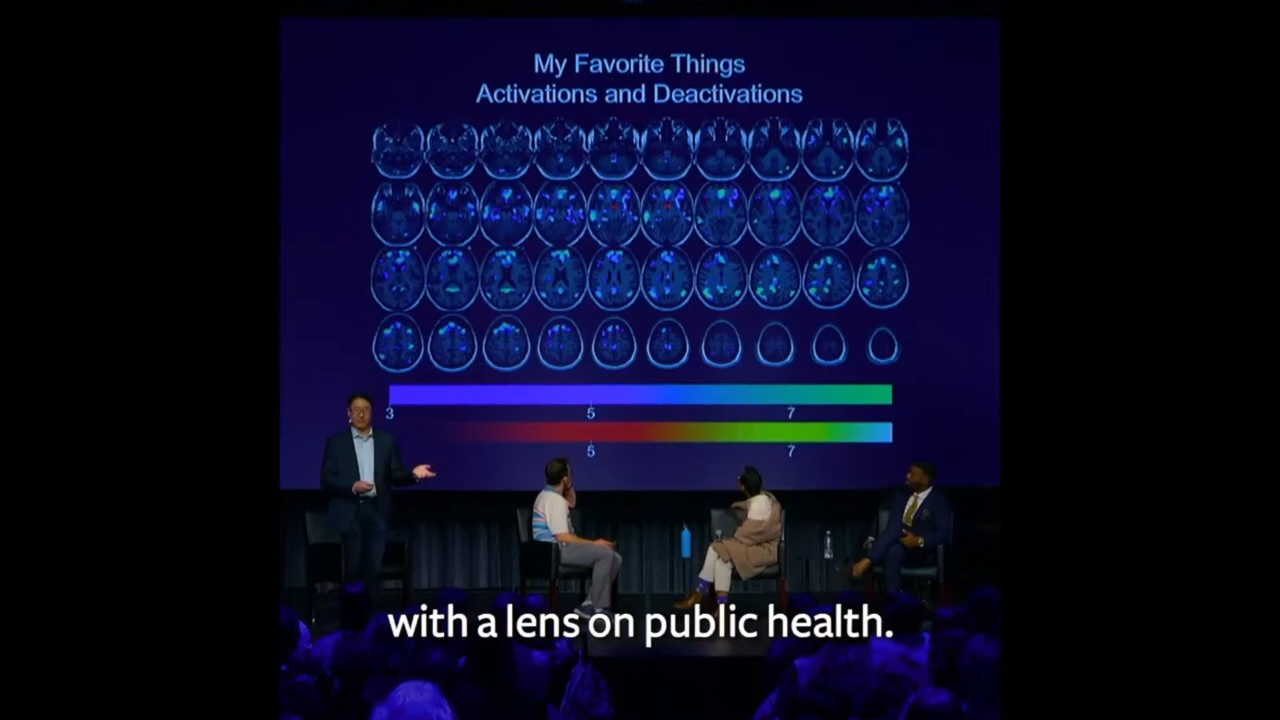 My Favorite Things
Activations and Deactivations
3 5 7
5 7
with a lens on public health.